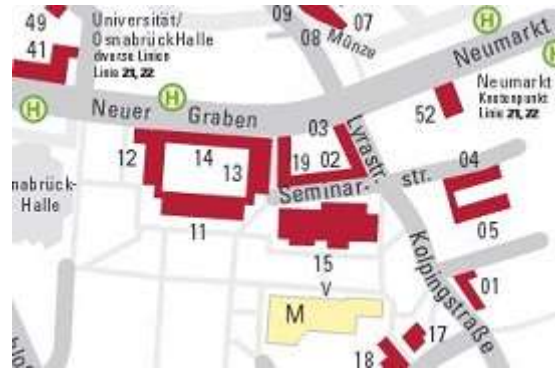 49
41
Universität/
OsnabrückHalle
diverse Linien
Linie 21, 22
09
08
07
Münze
H
Neumarkt
H
H
H
Neuer Graben
Neumarkt
Knotenpunkt
Linie 21, 22
52
12
14
13
11
03
19
02
Lyrastr.
Seminar-
str.
04
05
nabrück-
Halle
15
V
M
Kolpingstraße
01
17
18